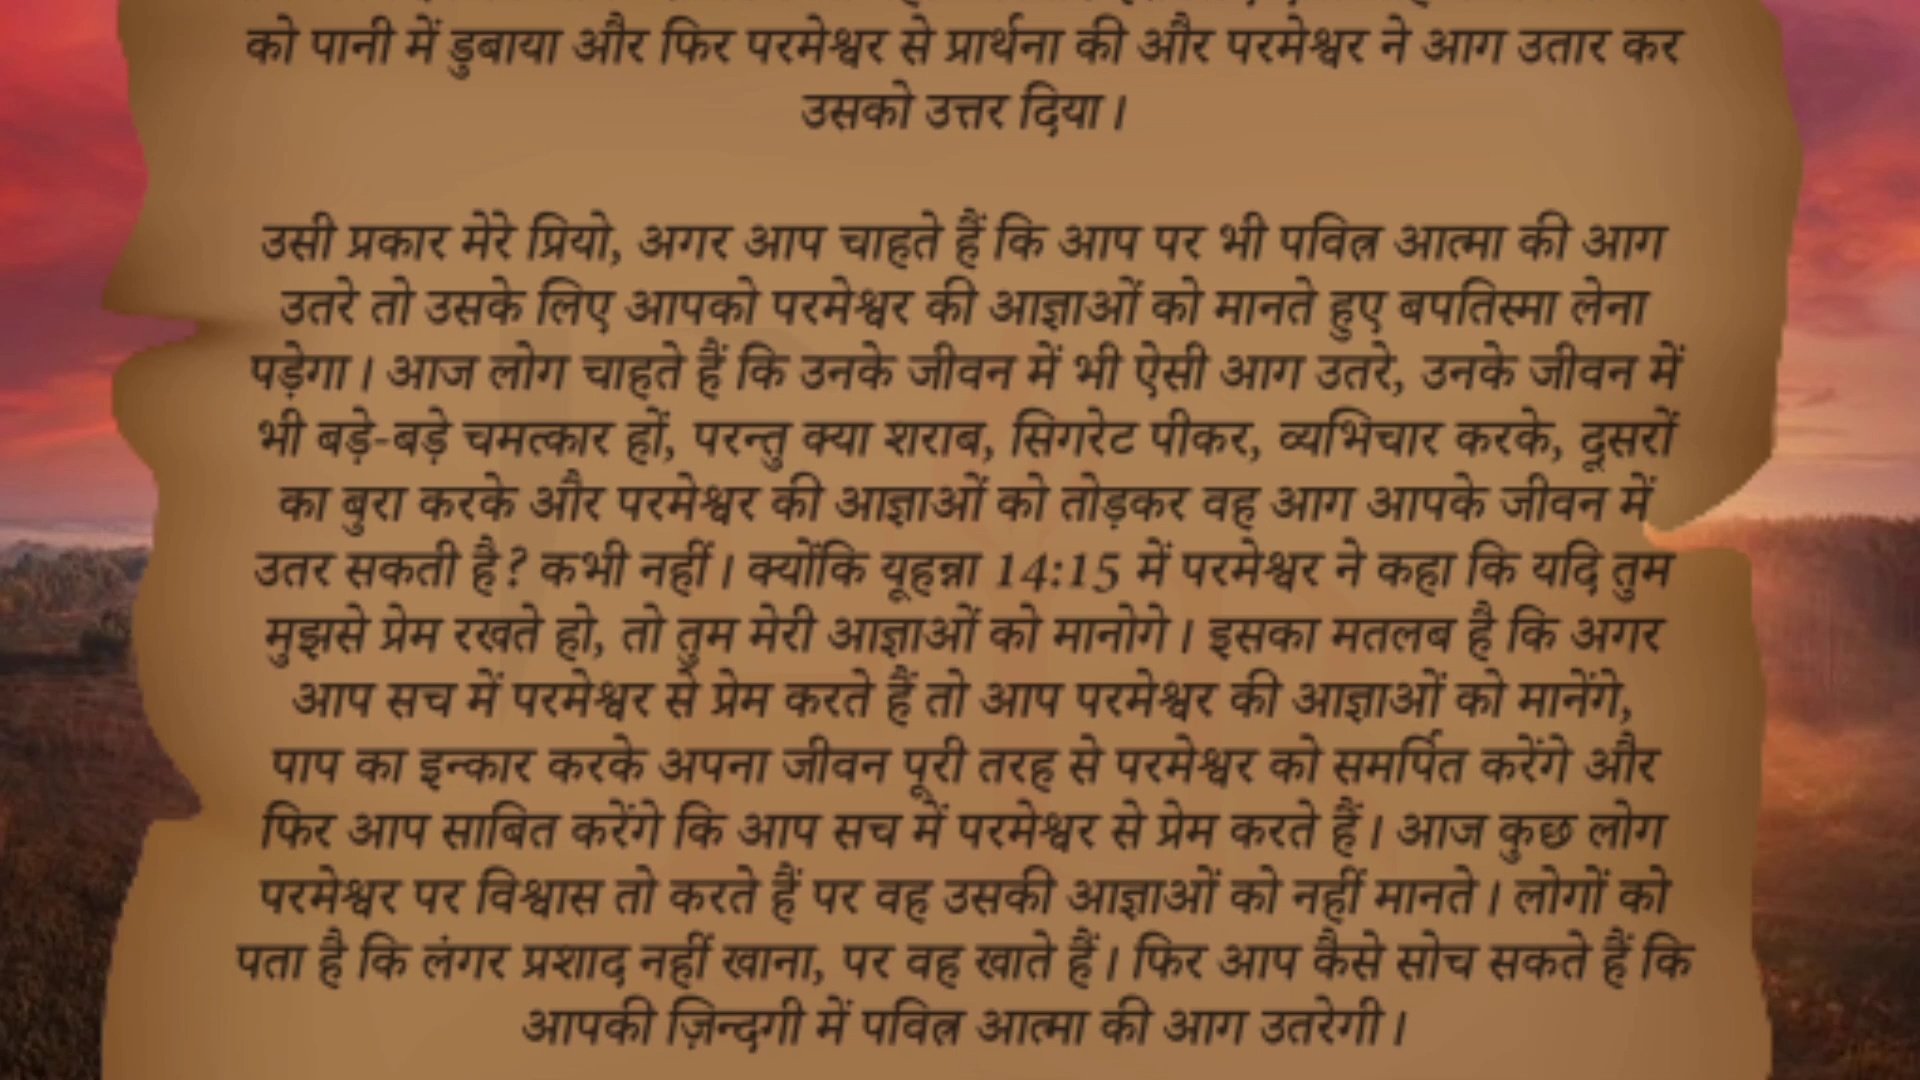 को पानी में डुबाया और फिर परमेश्वर से प्रार्थना की और परमेश्वर ने आग उतार कर
उसको उत्तर दिया।
उसी प्रकार मेरे प्रियो, अगर आप चाहते हैं कि आप पर भी पवित्र आत्मा की आग
उतरे तो उसके लिए आपको परमेश्वर की आज्ञाओं को मानते हुए बपतिस्मा लेना
पड़ेगा। आज लोग चाहते हैं कि उनके जीवन में भी ऐसी आग उतरे, उनके जीवन में
भी बड़े-बड़े चमत्कार हों, परन्तु क्या शराब, सिगरेट पीकर, व्यभिचार करके, दूसरों
का बुरा करके और परमेश्वर की आज्ञाओं को तोड़कर वह आग आपके जीवन में
उतर सकती है? कभी नहीं। क्योंकि यूहन्ना 14:15 में परमेश्वर ने कहा कि यदि तुम
मुझसे प्रेम रखते हो, तो तुम मेरी आज्ञाओं को मानोगे। इसका मतलब है कि अगर
आप सच में परमेश्वर से प्रेम करते हैं तो आप परमेश्वर की आज्ञाओं को मानेंगे,
पाप का इन्कार करके अपना जीवन पूरी तरह से परमेश्वर को समर्पित करेंगे और
फिर आप साबित करेंगे कि आप सच में परमेश्वर से प्रेम करते हैं। आज कुछ लोग
परमेश्वर पर विश्वास तो करते हैं पर वह उसकी आज्ञाओं को नहीं मानते। लोगों को
पता है कि लंगर प्रशाद नहीं खाना, पर वह खाते हैं। फिर आप कैसे सोच सकते हैं कि
आपकी ज़िन्दगी में पवित्र आत्मा की आग उतरेगी।